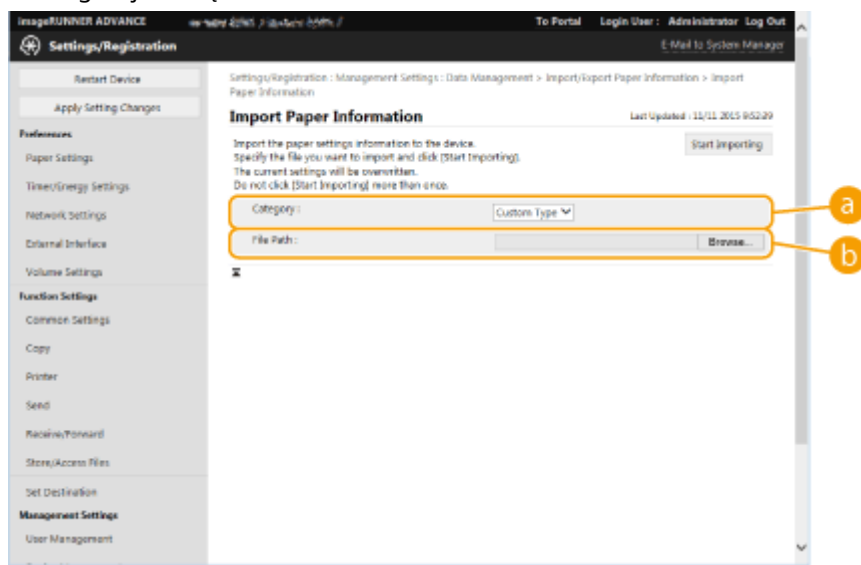 imageRUNNER ADVANCE
To Portal Login User : Administrator Log Out
Settings/Registration
E-Mail to System Manager
Restart Device
Apply Setting Changes
Preferences
Paper Settings
Timer/Energy Settings
Network Settings
External Interface
Volume Settings
Function Settings
Common Settings
Copy
Printer
Send
Receive/Forward
Store/Access Files
Set Destination
Management Settings
User Management
Settings/Registration : Management Settings : Data Management > Import/Export Paper Information > Import
Paper Information
Import Paper Information
Last Updated : 11/11 2015 9:52:39
Import the paper settings information to the device.
Start Importing
Specify the file you want to import and click [Start Importing].
The current settings will be overwritten.
Do not click [Start Importing] more than once.
Category :
Custom Type
a
File Path :
Browse...
b